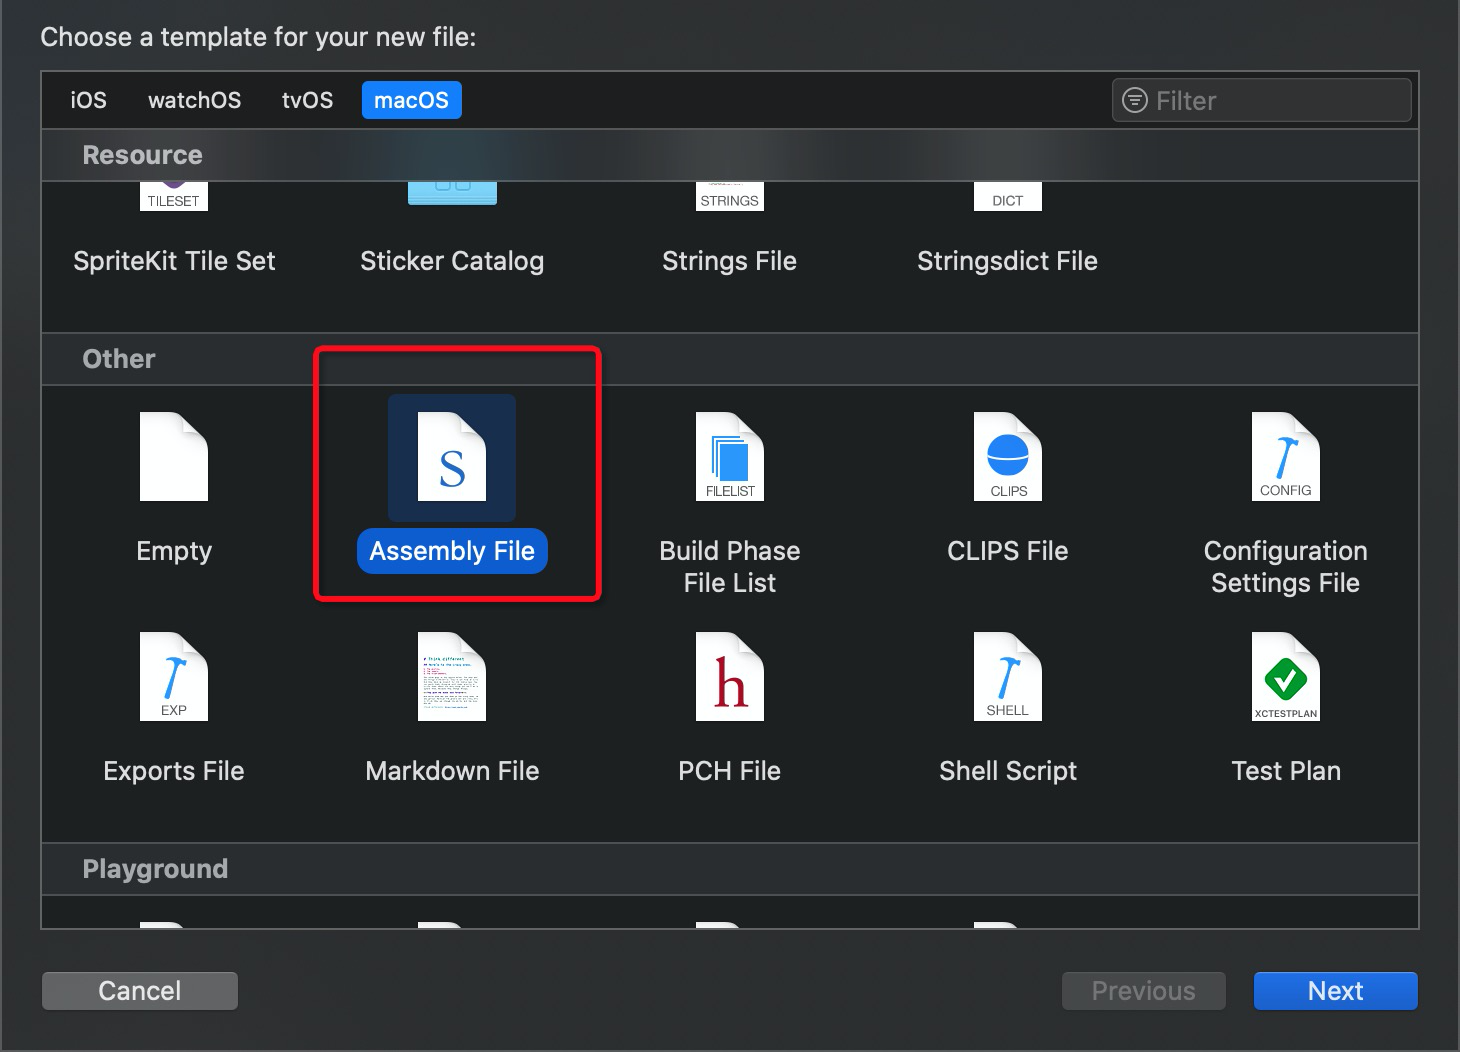 Choose a template for your new file:
iOS watchOS tvOS macOS Filter
Resource
TILESET STRINGS DICT
SpriteKit Tile Set Sticker Catalog Strings File Stringsdict File
Other
S FILELIST CLIPS CONFIG
Empty Assembly File Build Phase File List CLIPS File Configuration Settings File
EXP h SHELL XCTESTPLAN
Exports File Markdown File PCH File Shell Script Test Plan
Playground
Cancel Previous Next